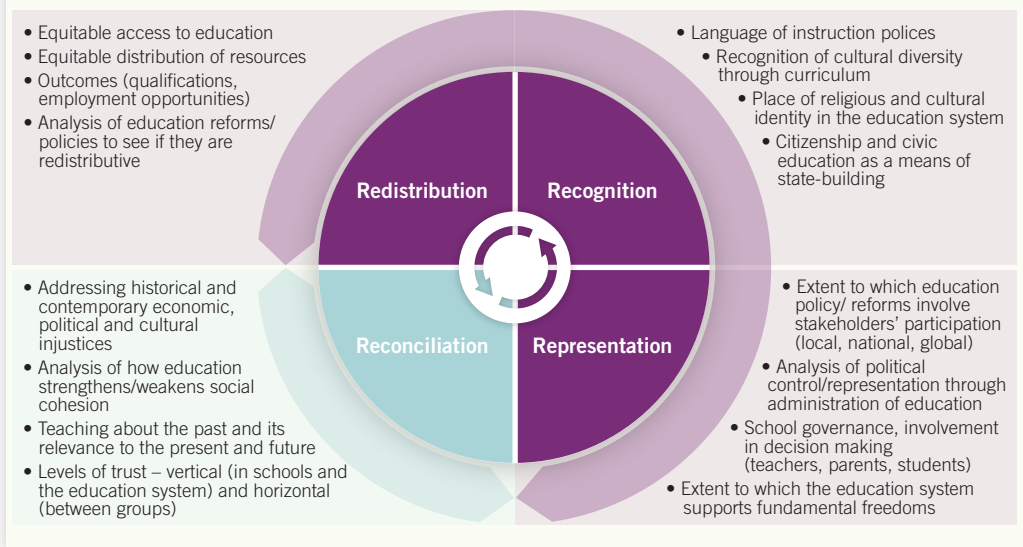 • Equitable access to education
• Equitable distribution of resources
• Outcomes (qualifications,
employment opportunities)
• Analysis of education reforms/
policies to see if they are
redistributive
• Language of instruction polices
• Recognition of cultural diversity
through curriculum
• Place of religious and cultural
identity in the education system
• Citizenship and civic
education as a means of
state-building
Redistribution
Recognition
Reconciliation
Representation
• Addressing historical and
contemporary economic,
political and cultural
injustices
• Analysis of how education
strengthens/weakens social
cohesion
• Teaching about the past and its
relevance to the present and future
• Levels of trust – vertical (in schools and
the education system) and horizontal
(between groups)
• Extent to which education
policy/ reforms involve
stakeholders’ participation
(local, national, global)
• Analysis of political
control/representation through
administration of education
• School governance, involvement
in decision making
(teachers, parents, students)
• Extent to which the education system
supports fundamental freedoms